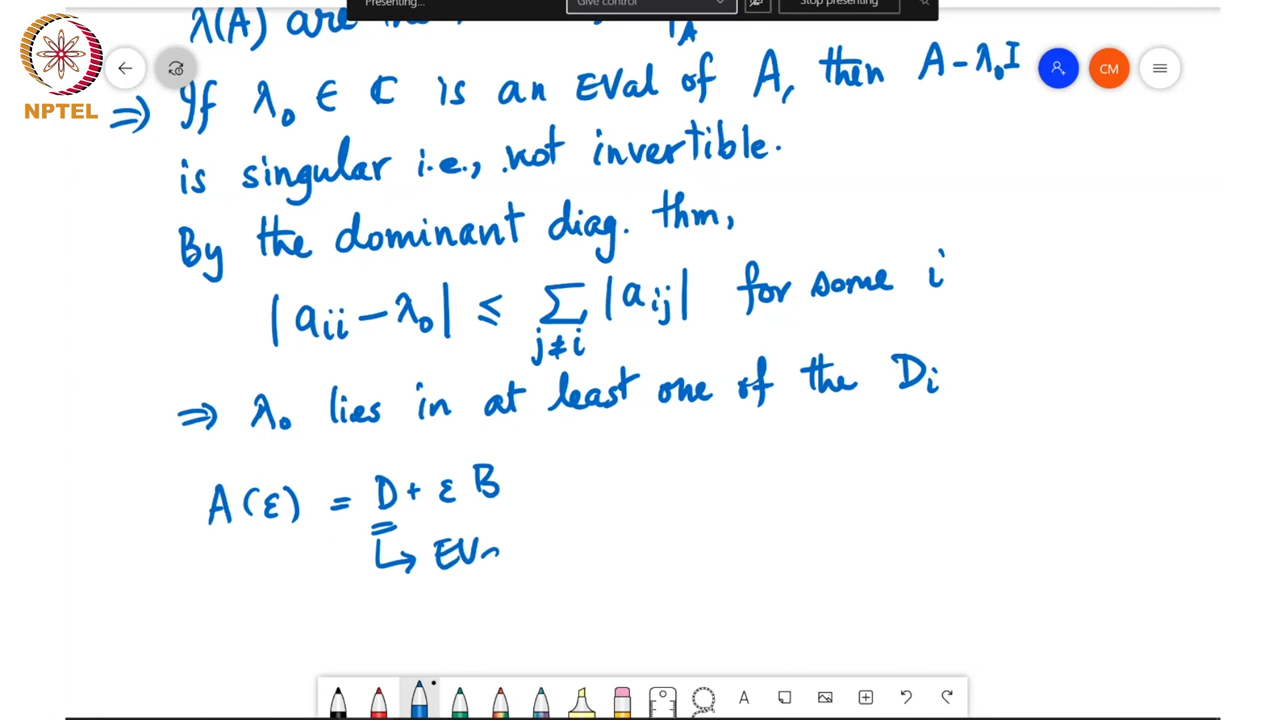 Presenting...
Give control
Stop presenting
λ(A) are the
⇒ If λ₀ ∈ ℂ is an EVal of A, then A - λ₀I
CM
NPTEL
is singular i.e., not invertible.
By the dominant diag. thm,
|aᵢᵢ - λ₀| ≤ ∑_{j≠i} |aᵢⱼ| for some i
⇒ λ₀ lies in at least one of the Dᵢ
A(ε) = D + ε B
↳ EV
A